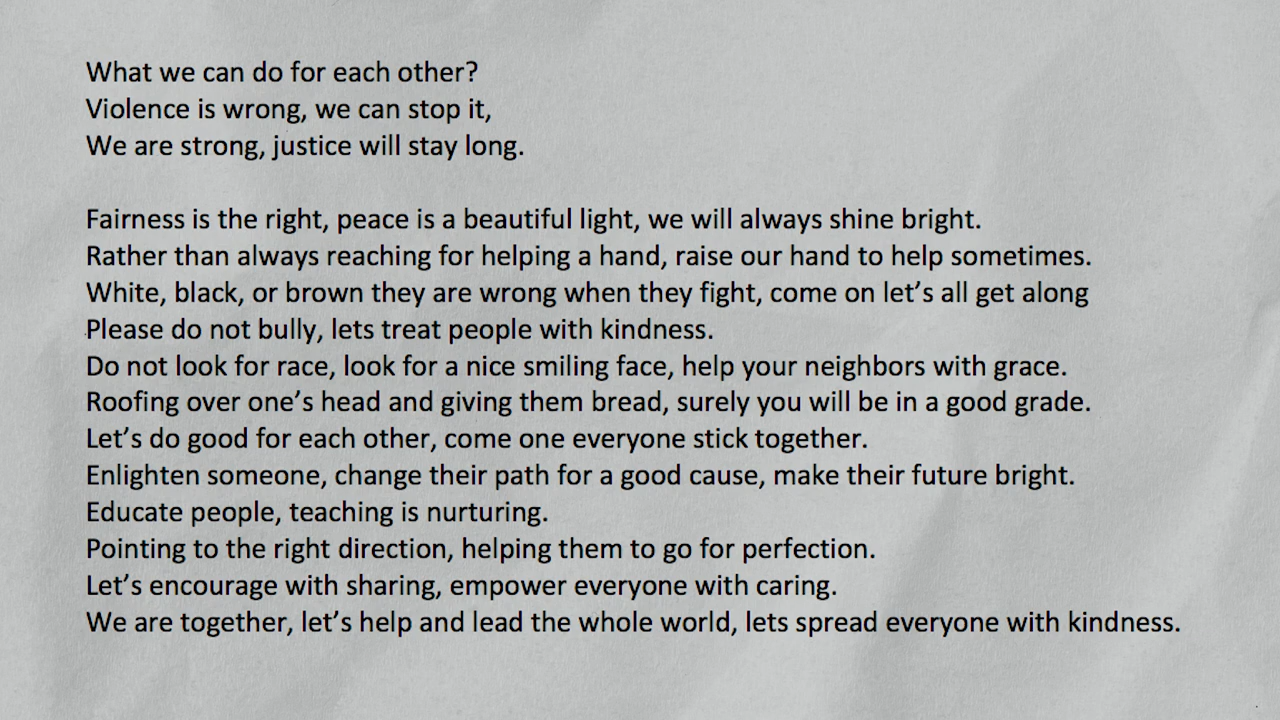 What we can do for each other?
Violence is wrong, we can stop it,
We are strong, justice will stay long.
Fairness is the right, peace is a beautiful light, we will always shine bright.
Rather than always reaching for helping a hand, raise our hand to help sometimes.
White, black, or brown they are wrong when they fight, come on let’s all get along
Please do not bully, lets treat people with kindness.
Do not look for race, look for a nice smiling face, help your neighbors with grace.
Roofing over one’s head and giving them bread, surely you will be in a good grade.
Let’s do good for each other, come one everyone stick together.
Enlighten someone, change their path for a good cause, make their future bright.
Educate people, teaching is nurturing.
Pointing to the right direction, helping them to go for perfection.
Let’s encourage with sharing, empower everyone with caring.
We are together, let’s help and lead the whole world, lets spread everyone with kindness.